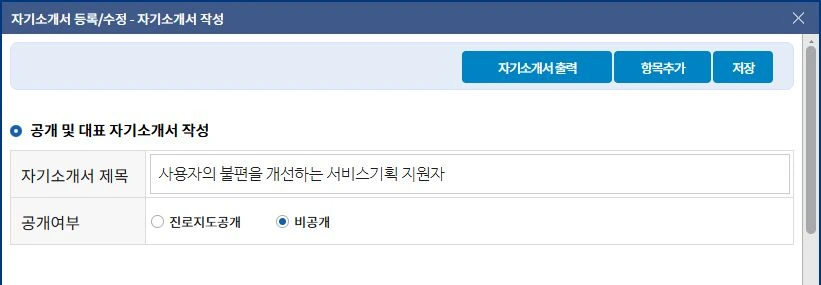 자기소개서 등록/수정 - 자기소개서 작성
자기소개서 출력 항목추가 저장
공개 및 대표 자기소개서 작성
자기소개서 제목 사용자의 불편을 개선하는 서비스기획 지원자
공개여부 진로지도공개 비공개